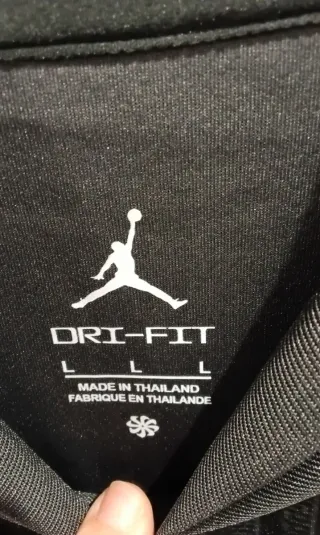 DRI-FIT
L L L
MADE IN THAILAND
FABRIQUE EN THAILANDE